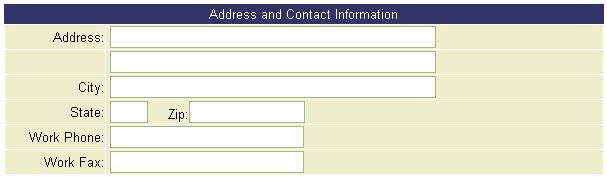 Address and Contact Information
Address:
City:
State: Zip:
Work Phone:
Work Fax: